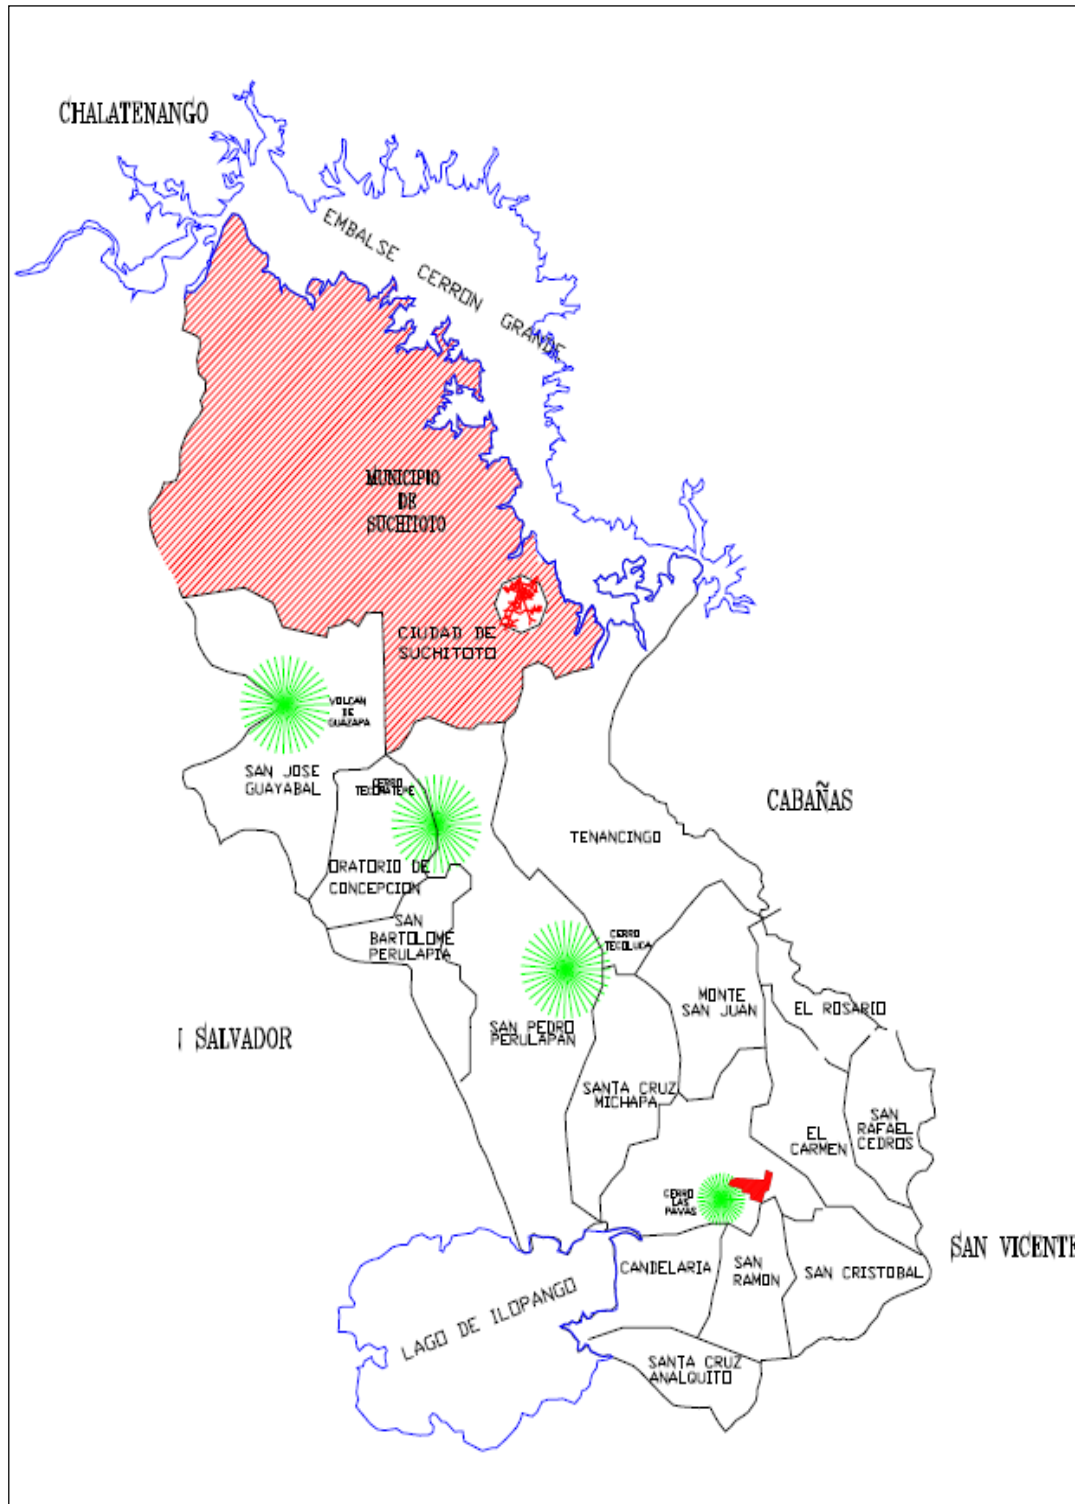 CHALATENANGO
EMBALSE CERRON GRANDE
MUNICIPIO
DE
SUCHITOTO
CIUDAD DE
SUCHITOTO
VOLCAN
DE
GUAZAPA
SAN JOSE
GUAYABAL
CERRO
TECOMATEPE
CABAÑAS
TENANCINGO
ORATORIO DE
CONCEPCION
SAN
BARTOLOME
PERULAPIA
CERRO
TECOLUCA
MONTE
SAN JUAN
EL ROSARIO
SAN PEDRO
PERULAPAN
SALVADOR
SANTA CRUZ
MICHAPA
EL
CARMEN
SAN
RAFAEL
CEDROS
CERRO
LAS
PAVAS
SAN VICENTE
CANDELARIA
SAN
RAMON
SAN CRISTOBAL
LAGO DE ILOPANGO
SANTA CRUZ
ANALQUITO